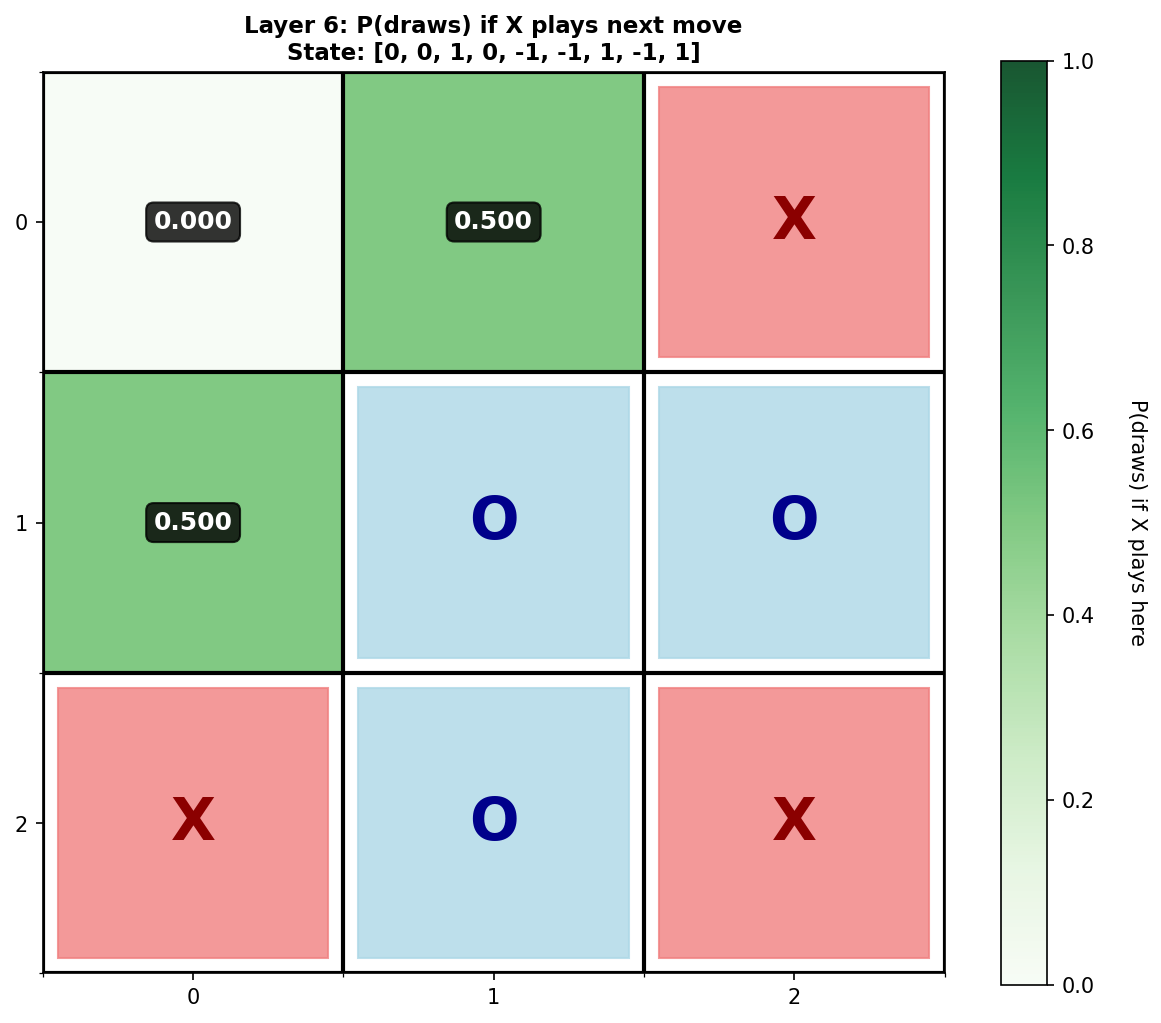 Layer 6: P(draws) if X plays next move
State: [0, 0, 1, 0, -1, -1, 1, -1, 1]
0
0.000
0.500
X
1
0.500
O
O
2
X
O
X
0
1
2
1.0
0.8
0.6
0.4
0.2
0.0
P(draws) if X plays here